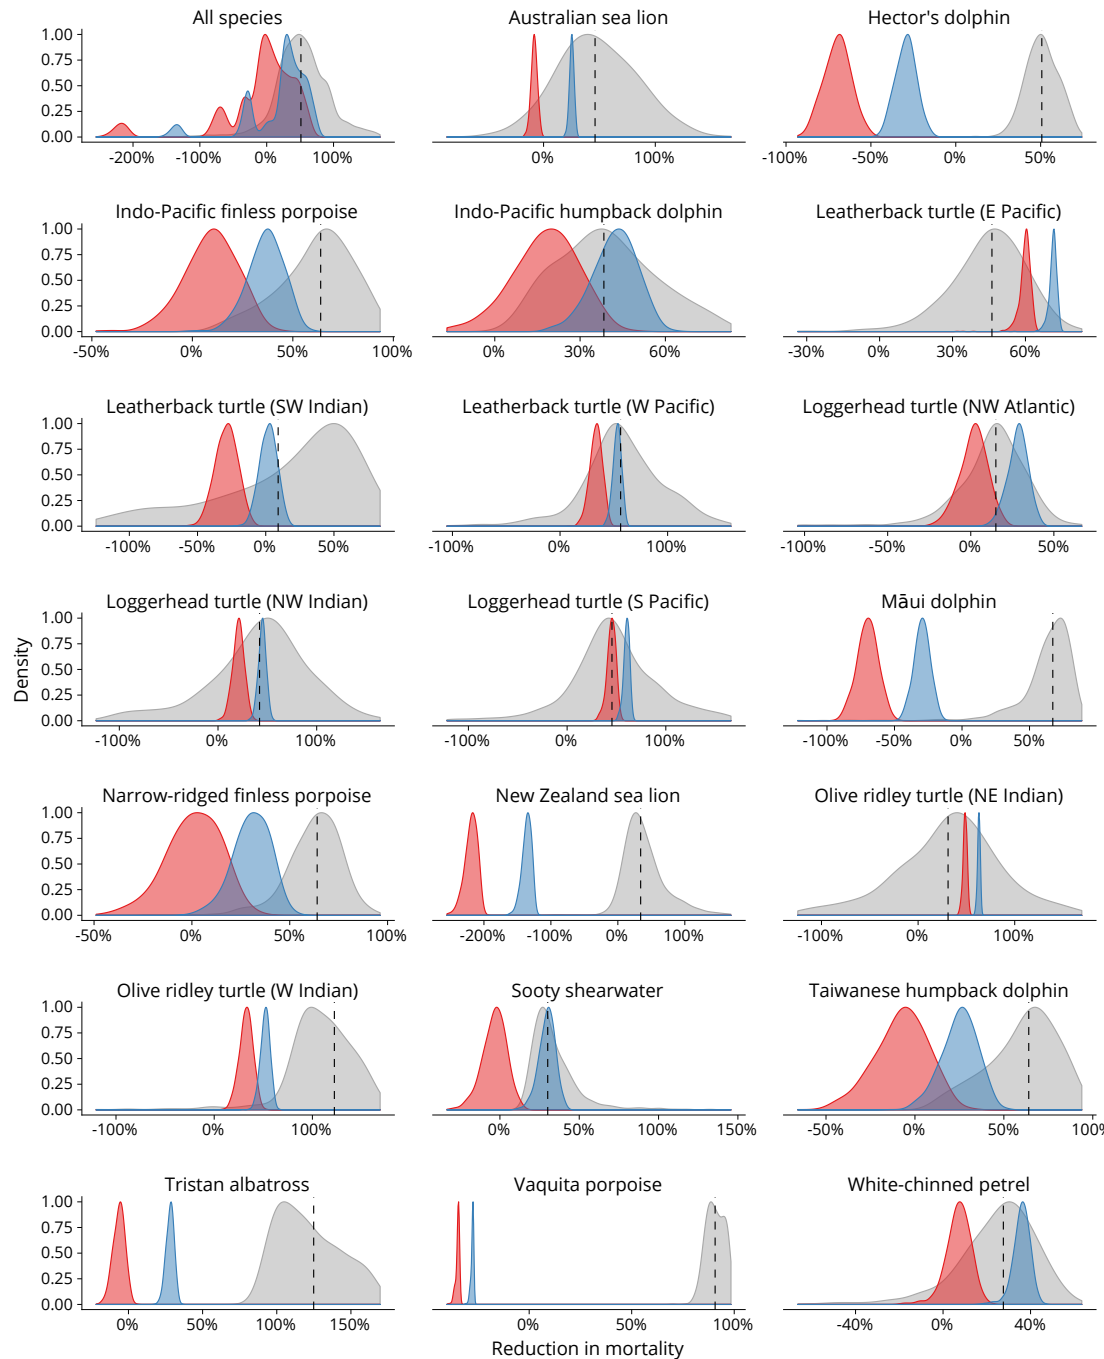 All species
Australian sea lion
Hector's dolphin
1.00
0.75
0.50
0.25
0.00
-200% -100% 0% 100%
0% 100%
-100% -50% 0% 50%
Indo-Pacific finless porpoise
Indo-Pacific humpback dolphin
Leatherback turtle (E Pacific)
1.00
0.75
0.50
0.25
0.00
-50% 0% 50% 100%
0% 30% 60%
-30% 0% 30% 60%
Leatherback turtle (SW Indian)
Leatherback turtle (W Pacific)
Loggerhead turtle (NW Atlantic)
1.00
0.75
0.50
0.25
0.00
-100% 0% 50%
-100% 0% 100%
-100% -50% 0% 50%
Loggerhead turtle (NW Indian)
Loggerhead turtle (S Pacific)
Māui dolphin
1.00
0.75
0.50
0.25
0.00
-100% 0% 100%
-100% 0% 100%
-100% -50% 0% 50%
Density
Narrow-ridged finless porpoise
New Zealand sea lion
Olive ridley turtle (NE Indian)
1.00
0.75
0.50
0.25
0.00
-50% 0% 50% 100%
-200% -100% 0% 100%
-100% 0% 100%
Olive ridley turtle (W Indian)
Sooty shearwater
Taiwanese humpback dolphin
1.00
0.75
0.50
0.25
0.00
-100% 0% 100%
0% 50% 100% 150%
-50% 0% 50% 100%
Tristan albatross
Vaquita porpoise
White-chinned petrel
1.00
0.75
0.50
0.25
0.00
0% 50% 100% 150%
0% 50% 100%
-40% 0% 40%
Reduction in mortality